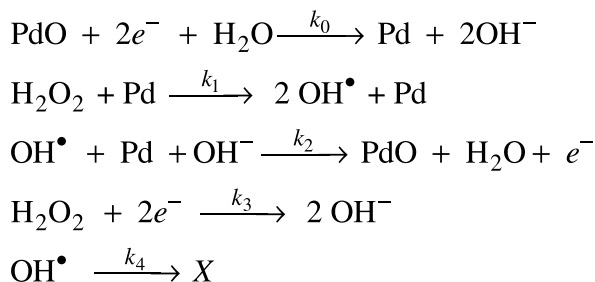 PdO + 2e⁻ + H₂O —k₀→ Pd + 2OH⁻
H₂O₂ + Pd —k₁→ 2 OH• + Pd
OH• + Pd + OH⁻ —k₂→ PdO + H₂O + e⁻
H₂O₂ + 2e⁻ —k₃→ 2 OH⁻
OH• —k₄→ X